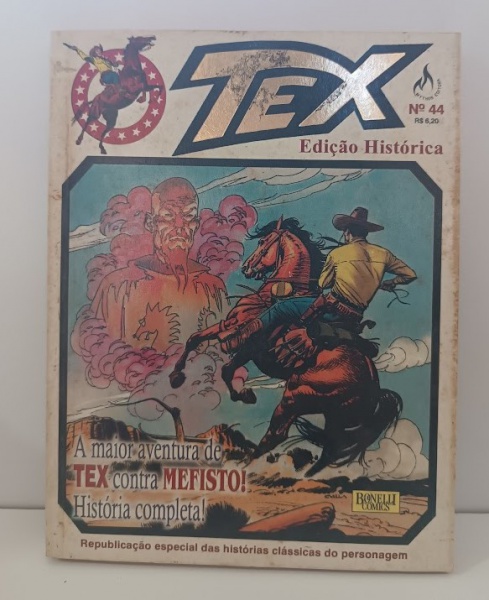 TEX
Nº 44
R$ 6,20
Edição Histórica
A maior aventura de
TEX contra MEFISTO!
História completa!
BONELLI
COMICS
Republicação especial das histórias clássicas do personagem